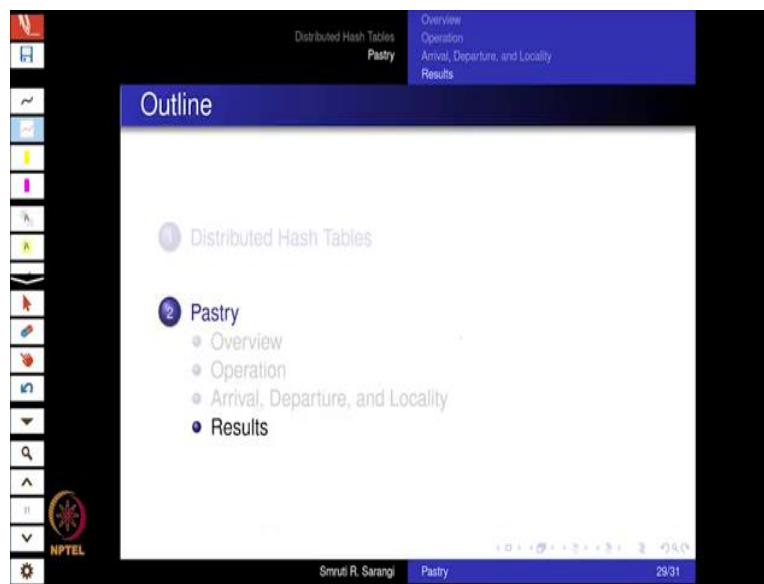 Distributed Hash Tables
Pastry
Overview
Operation
Arrival, Departure, and Locality
Results
Outline
1 Distributed Hash Tables
2 Pastry
Overview
Operation
Arrival, Departure, and Locality
Results
NPTEL
Smruti R. Sarangi
Pastry
29/31